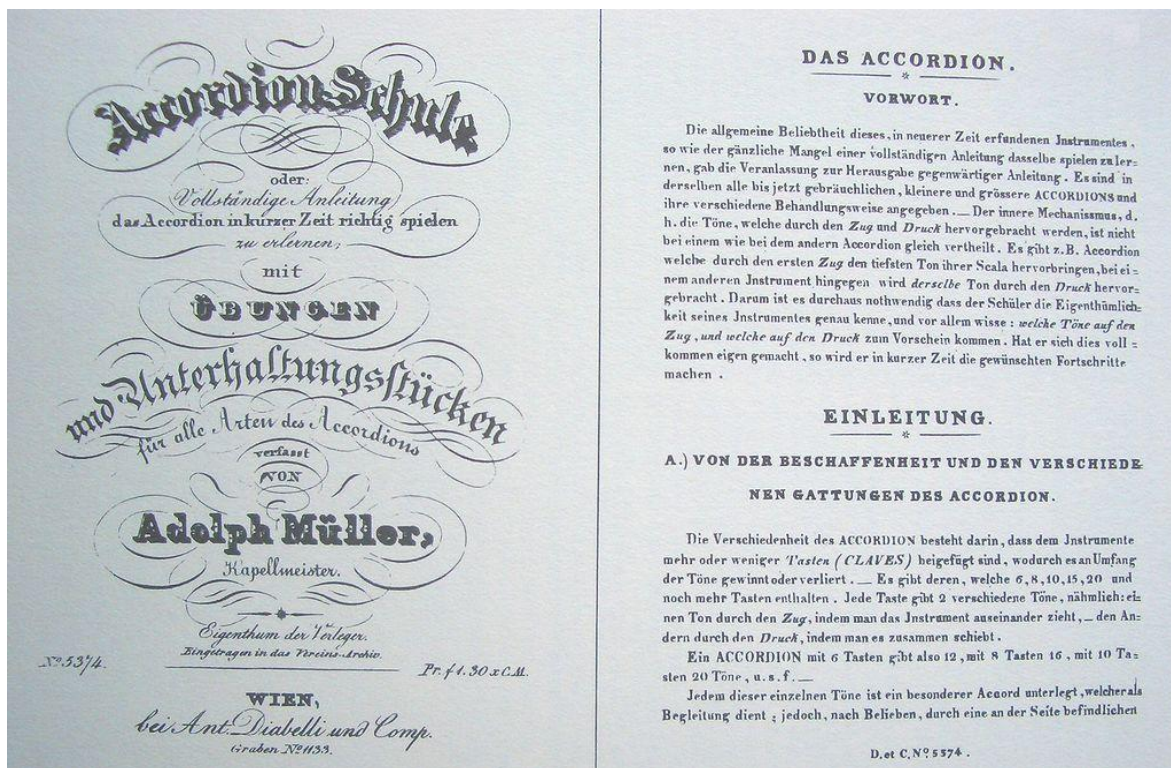 Accordion-Schule
oder:
Vollständige Anleitung
das Accordion in kurzer Zeit richtig spielen
zu erlernen,
mit
ÜBUNGEN
und Unterhaltungsstücken
für alle Arten des Accordions
verfasst
VON
Adolph Müller,
Kapellmeister.
Eigenthum der Verleger.
Eingetragen in das Vereins-Archiv.
No. 5374.
Pr. f 1. 30 x C.M.
WIEN,
bei Ant. Diabelli und Comp.
Graben No. 1133.
DAS ACCORDION.
VORWORT.
Die allgemeine Beliebtheit dieses, in neuerer Zeit erfundenen Jnstrumentes,
so wie der gänzliche Mangel einer vollständigen Anleitung dasselbe spielen zu ler=
nen, gab die Veranlassung zur Herausgabe gegenwärtiger Anleitung. Es sind in
derselben alle bis jetzt gebräuchlichen, kleinere und grössere ACCORDIONS und
ihre verschiedene Behandlungsweise angegeben. — Der innere Mechanismus, d.
h. die Töne, welche durch den Zug und Druck hervorgebracht werden, ist nicht
bei einem wie bei dem andern Accordion gleich vertheilt. Es gibt z.B. Accordion
welche durch den ersten Zug den tiefsten Ton ihrer Scala hervorbringen, bei ei=
nem anderen Jnstrument hingegen wird derselbe Ton durch den Druck hervor=
gebracht. Darum ist es durchaus nothwendig dass der Schüler die Eigenthümlich=
keit seines Jnstrumentes genau kenne, und vor allem wisse: welche Töne auf den
Zug, und welche auf den Druck zum Vorschein kommen. Hat er sich dies voll=
kommen eigen gemacht, so wird er in kurzer Zeit die gewünschten Fortschritte
machen.
EINLEITUNG.
A.) VON DER BESCHAFFENHEIT UND DEN VERSCHIEDE=
NEN GATTUNGEN DES ACCORDION.
Die Verschiedenheit des ACCORDION besteht darin, dass dem Jnstrumente
mehr oder weniger Tasten (CLAVES) beigefügt sind, wodurch es an Umfang
der Töne gewinnt oder verliert. — Es gibt deren, welche 6, 8, 10, 15, 20 und
noch mehr Tasten enthalten. Jede Taste gibt 2 verschiedene Töne, nähmlich: ei=
nen Ton durch den Zug, indem man das Jnstrument auseinander zieht, — den An=
dern durch den Druck, indem man es zusammen schiebt.
Ein ACCORDION mit 6 Tasten gibt also 12, mit 8 Tasten 16, mit 10 Ta=
sten 20 Töne, u.s.f. —
Jedem dieser einzelnen Töne ist ein besonderer Accord unterlegt, welcher als
Begleitung dient; jedoch, nach Belieben, durch eine an der Seite befindlichen
D. et C. No. 5374.